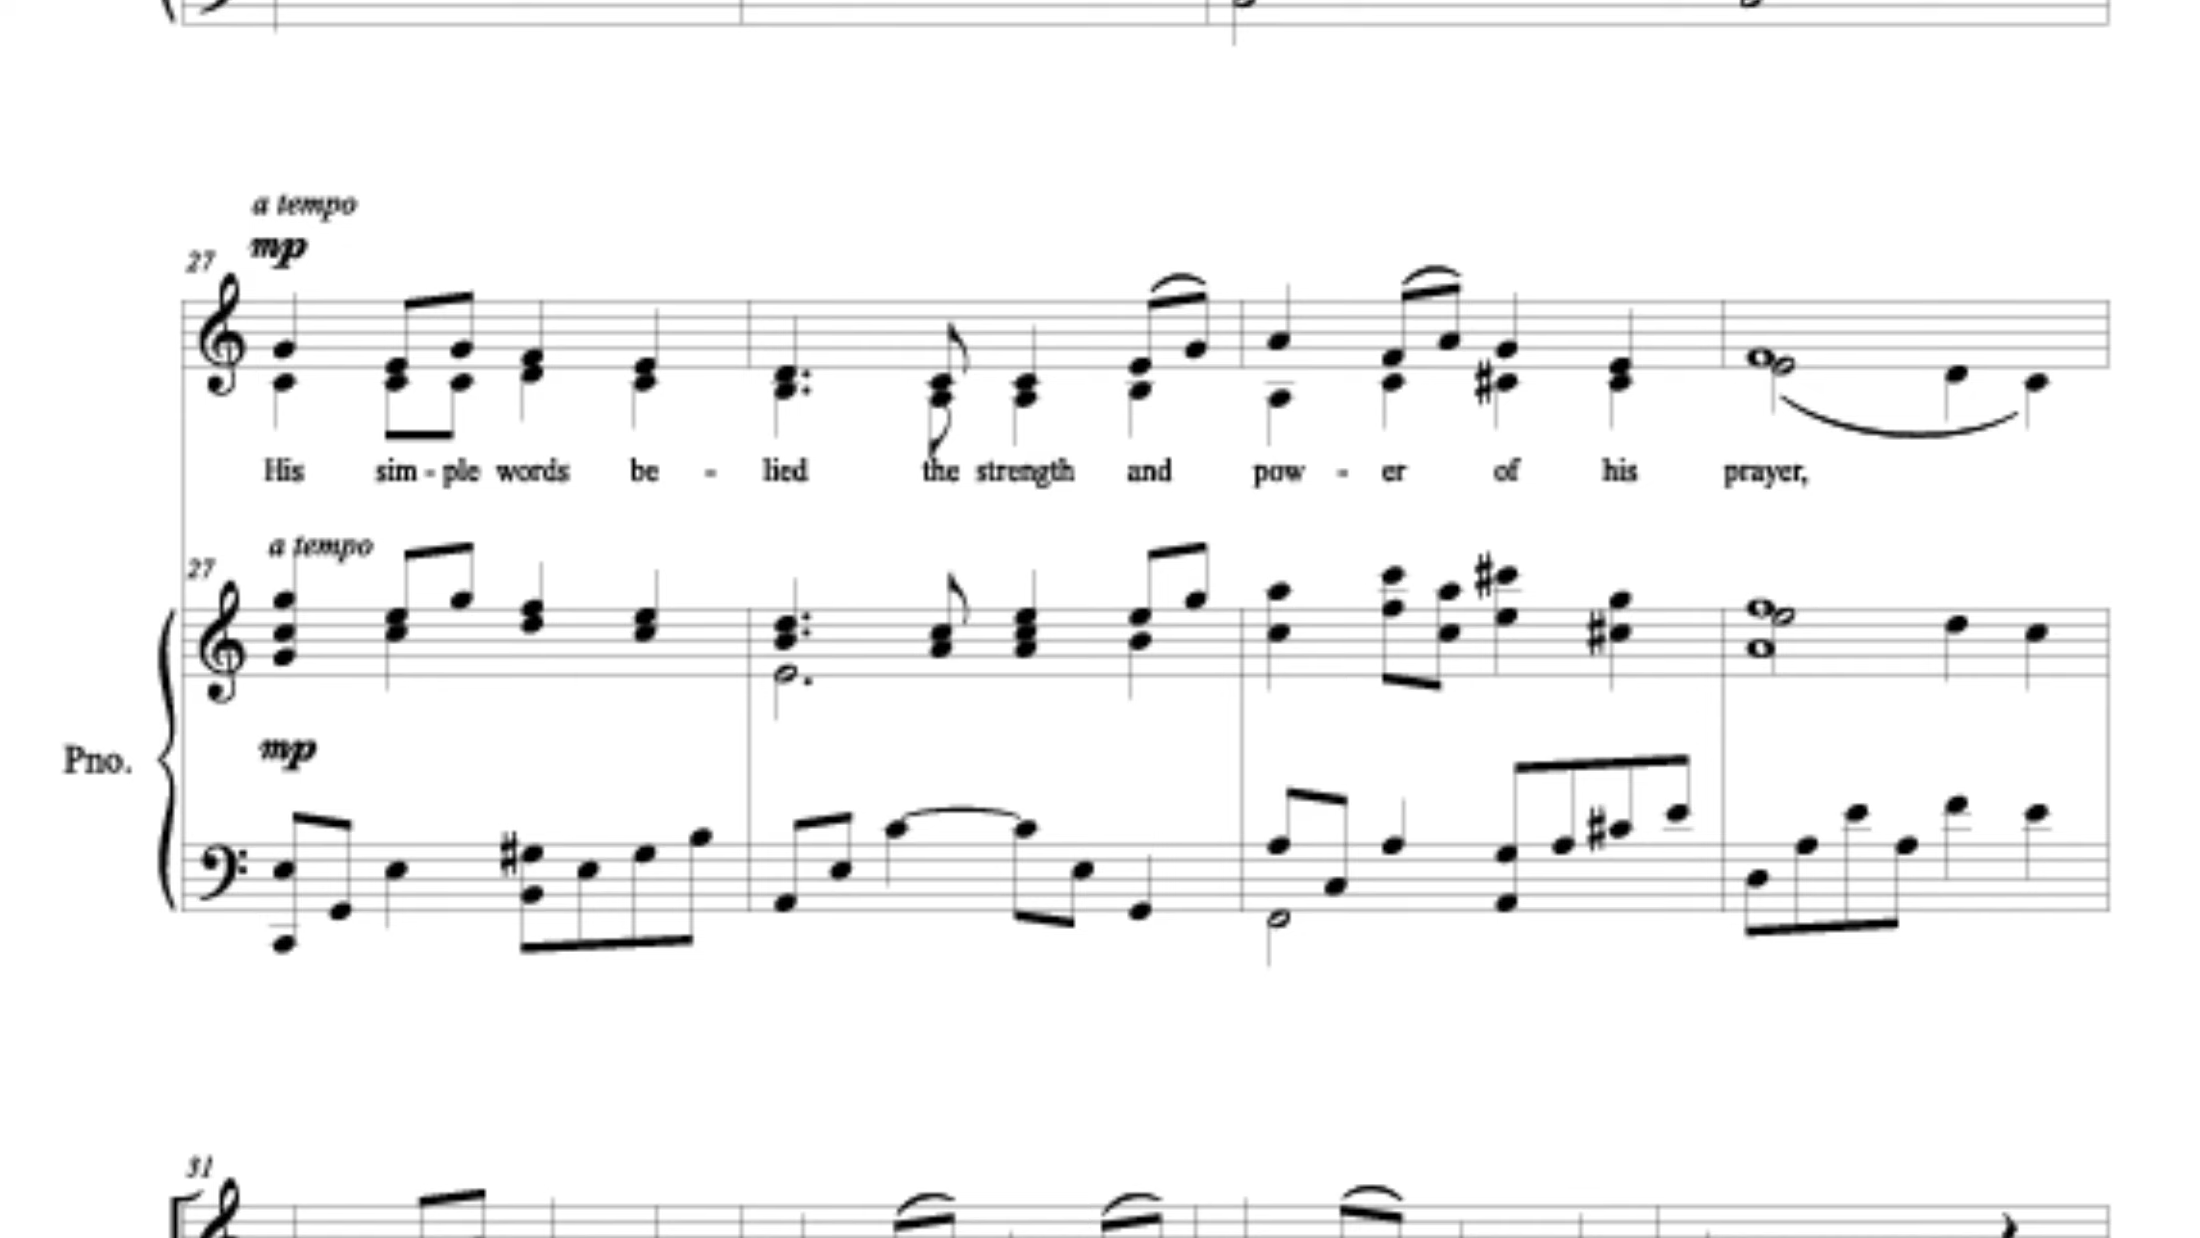 a tempo
mp
27
His sim - ple words be - lied the strength and pow - er of his prayer,
a tempo
27
mp
Pno.
31